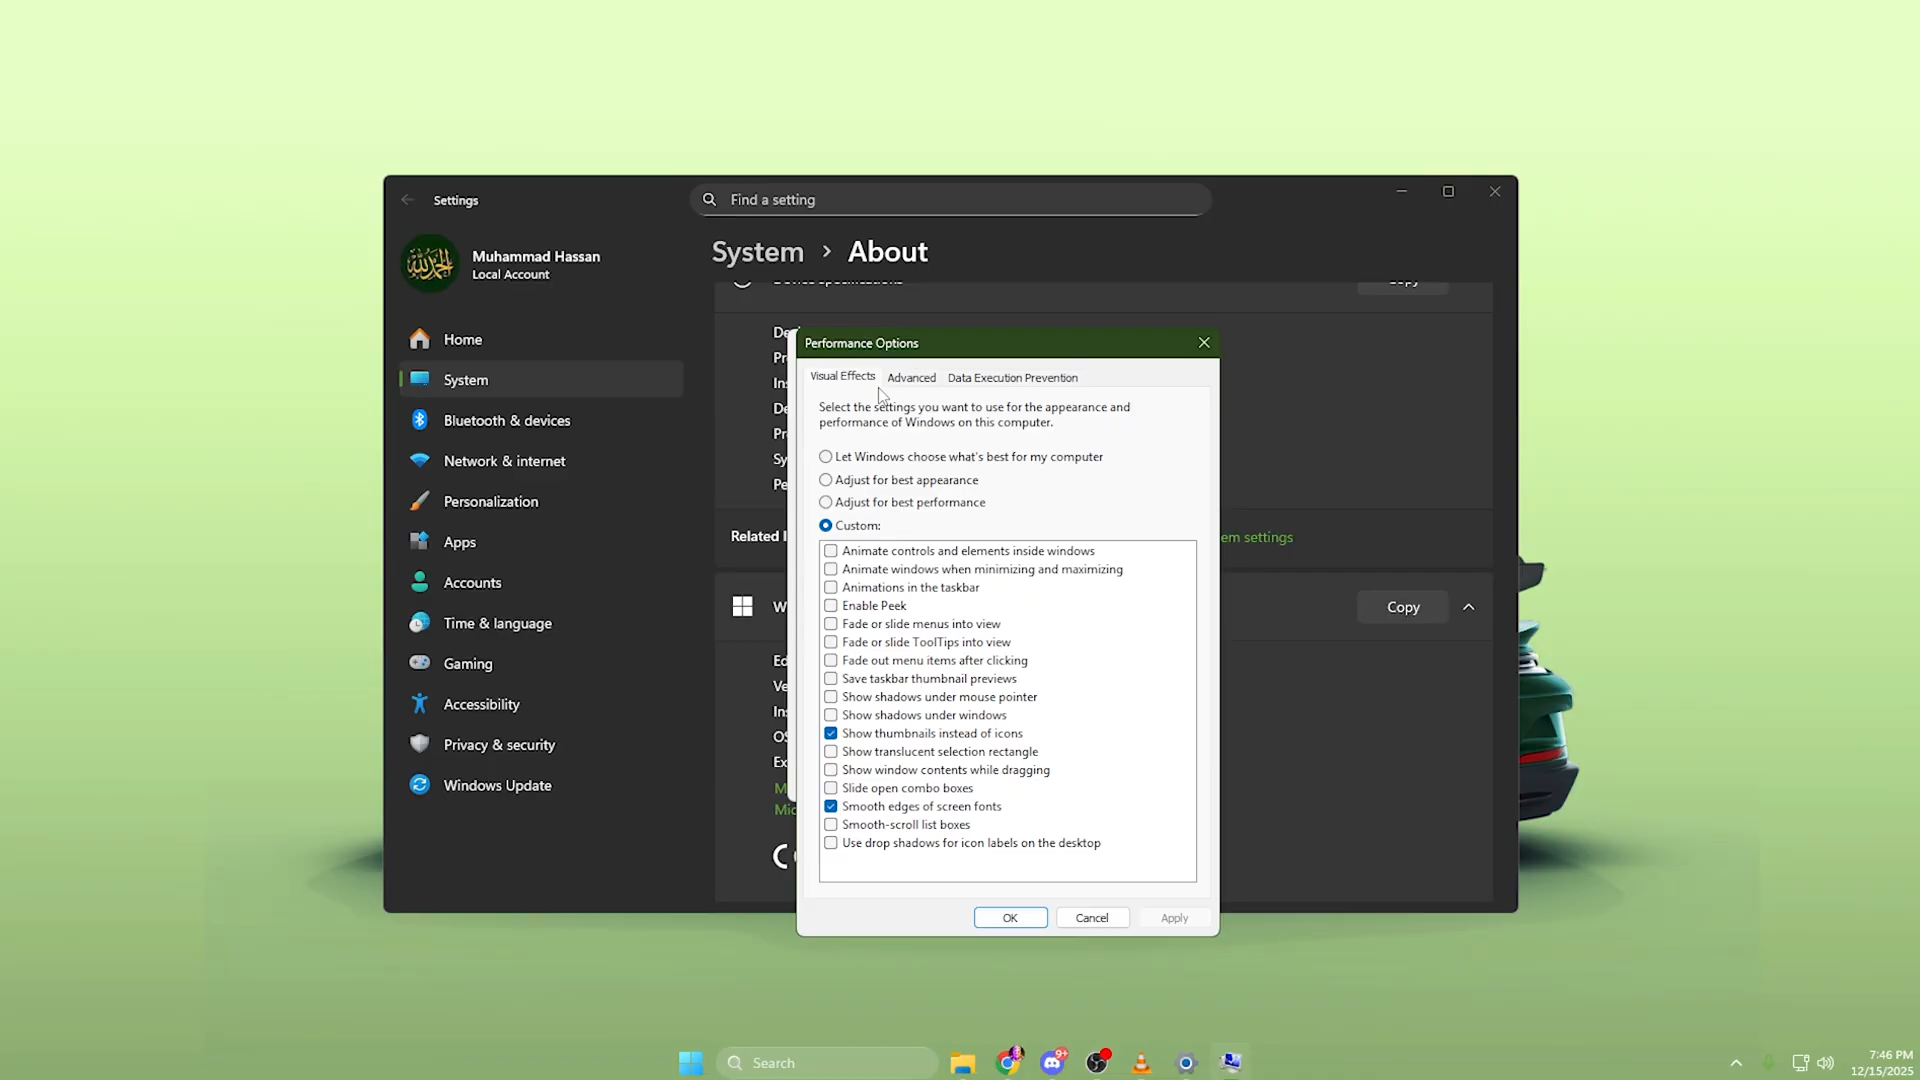 Settings
Find a setting
Muhammad Hassan
Local Account
System > About
Copy
Home
System
Bluetooth & devices
Network & internet
Personalization
Apps
Accounts
Time & language
Gaming
Accessibility
Privacy & security
Windows Update
Performance Options
Visual Effects
Advanced
Data Execution Prevention
Select the settings you want to use for the appearance and
performance of Windows on this computer.
Let Windows choose what's best for my computer
Adjust for best appearance
Adjust for best performance
Custom:
Animate controls and elements inside windows
Animate windows when minimizing and maximizing
Animations in the taskbar
Enable Peek
Fade or slide menus into view
Fade or slide ToolTips into view
Fade out menu items after clicking
Save taskbar thumbnail previews
Show shadows under mouse pointer
Show shadows under windows
Show thumbnails instead of icons
Show translucent selection rectangle
Show window contents while dragging
Slide open combo boxes
Smooth edges of screen fonts
Smooth-scroll list boxes
Use drop shadows for icon labels on the desktop
OK
Cancel
Apply
Related
em settings
Copy
Search
9+
7:46 PM
12/15/2025